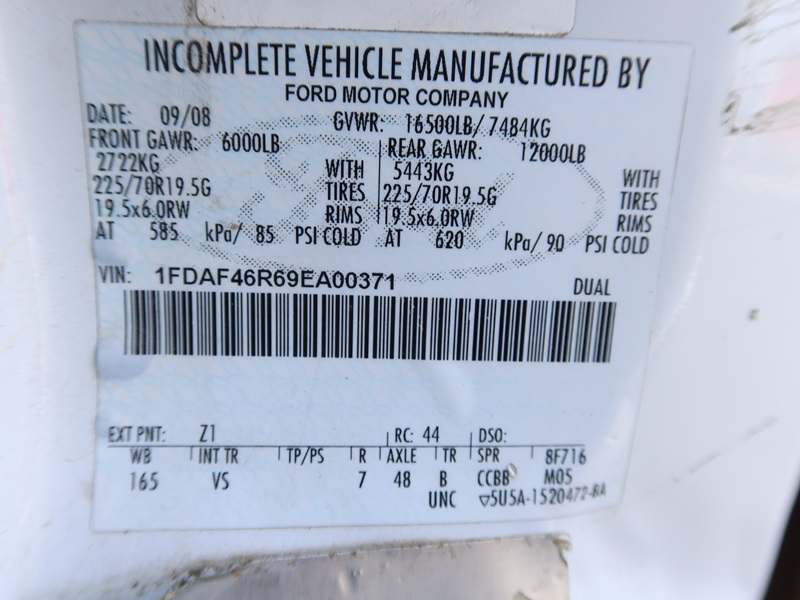 INCOMPLETE VEHICLE MANUFACTURED BY
FORD MOTOR COMPANY
DATE: 09/08 GVWR: 16500LB/ 7484KG
FRONT GAWR: 6000LB REAR GAWR: 12000LB
2722KG WITH 5443KG WITH
225/70R19.5G TIRES 225/70R19.5G TIRES
19.5x6.0RW RIMS 19.5x6.0RW RIMS
AT 585 kPa/ 85 PSI COLD AT 620 kPa/ 90 PSI COLD
VIN: 1FDAF46R69EA00371 DUAL
EXT PNT: Z1 RC: 44 DSO:
WB INT TR TP/PS R AXLE TR SPR 8F716
165 VS 7 48 B CCBB M05
UNC ▽5U5A-1520472-BA